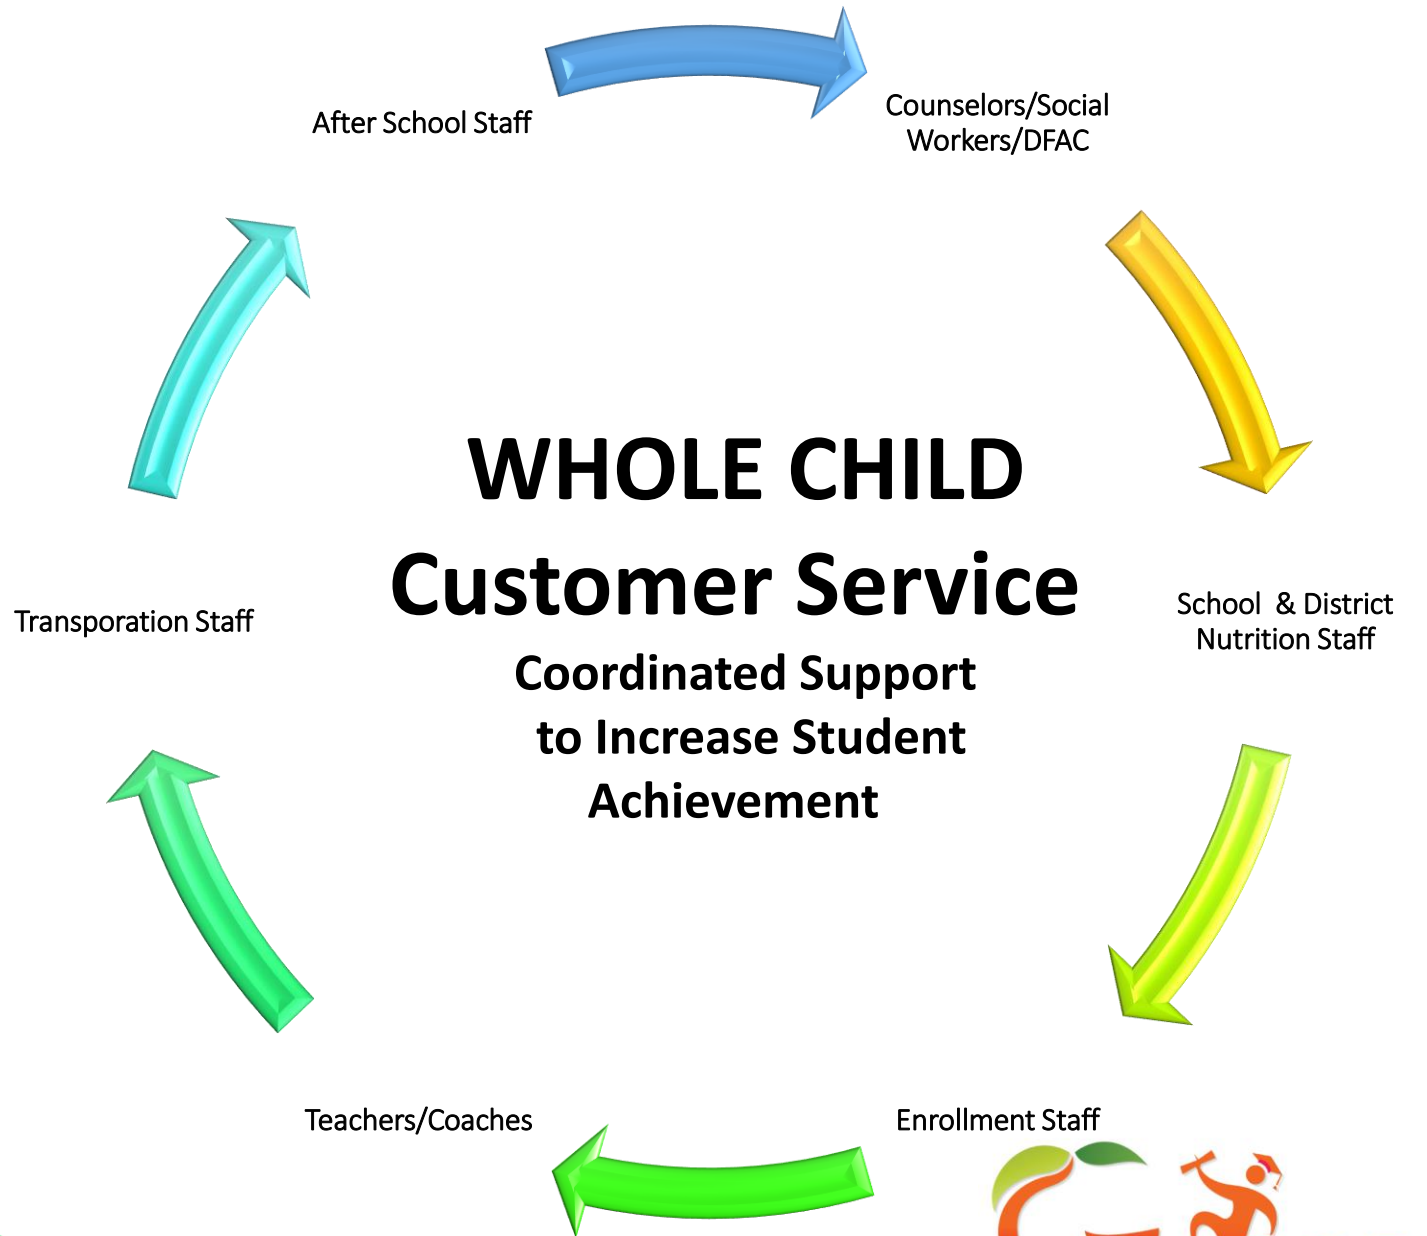 After School Staff
Counselors/Social
Workers/DFAC
WHOLE CHILD
Customer Service
Coordinated Support
to Increase Student
Achievement
Transporation Staff
School & District
Nutrition Staff
Teachers/Coaches
Enrollment Staff